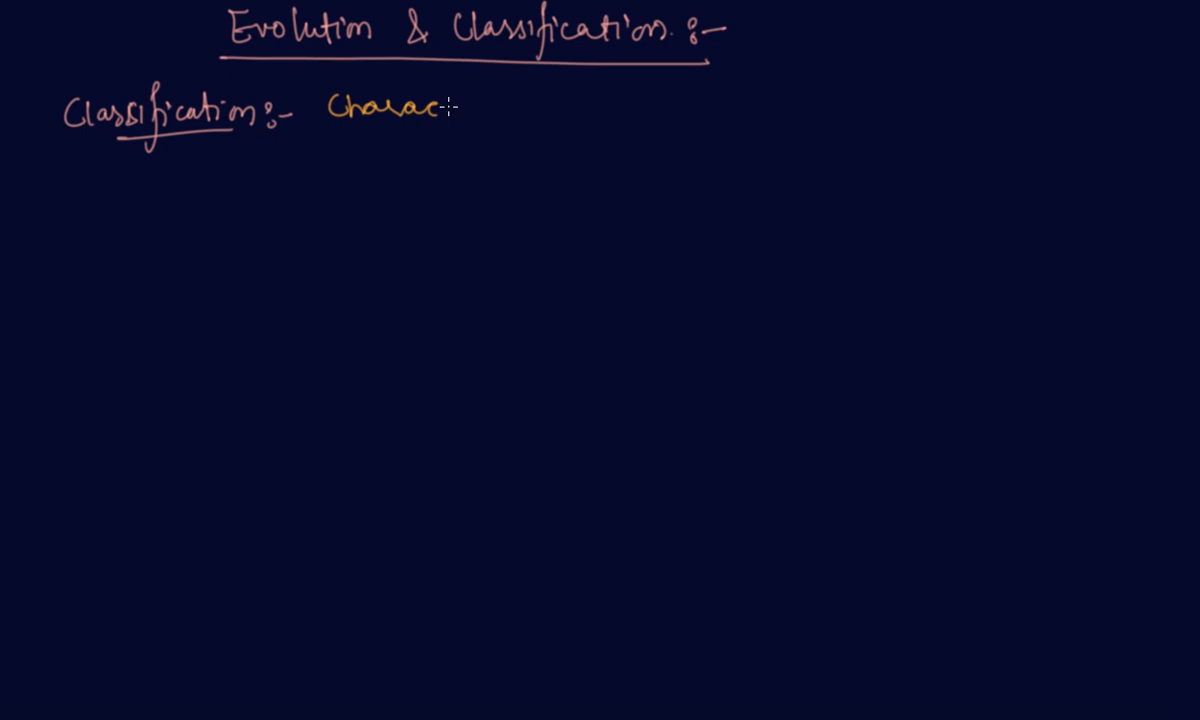 Evolution & Classification :-
Classification :- Charac